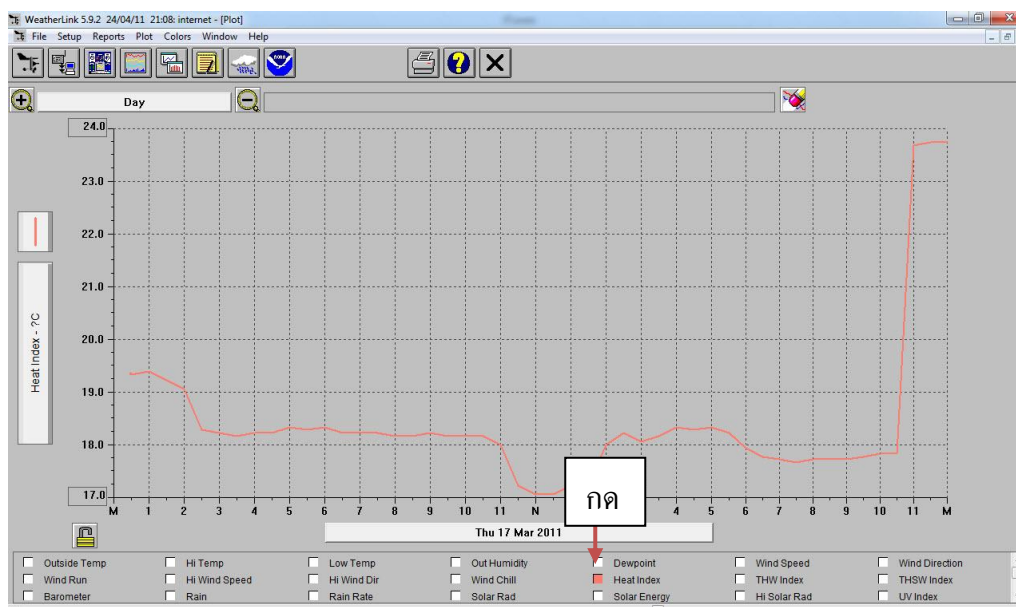 WeatherLink 5.9.2 24/04/11 21:08: internet - [Plot]
File Setup Reports Plot Colors Window Help
Day
24.0
23.0
22.0
21.0
20.0
19.0
18.0
17.0
Heat Index - ?C
M 1 2 3 4 5 6 7 8 9 10 11 N 4 5 6 7 8 9 10 11 M
กด
Thu 17 Mar 2011
Outside Temp Hi Temp Low Temp Out Humidity Dewpoint Wind Speed Wind Direction
Wind Run Hi Wind Speed Hi Wind Dir Wind Chill Heat Index THW Index THSW Index
Barometer Rain Rain Rate Solar Rad Solar Energy Hi Solar Rad UV Index